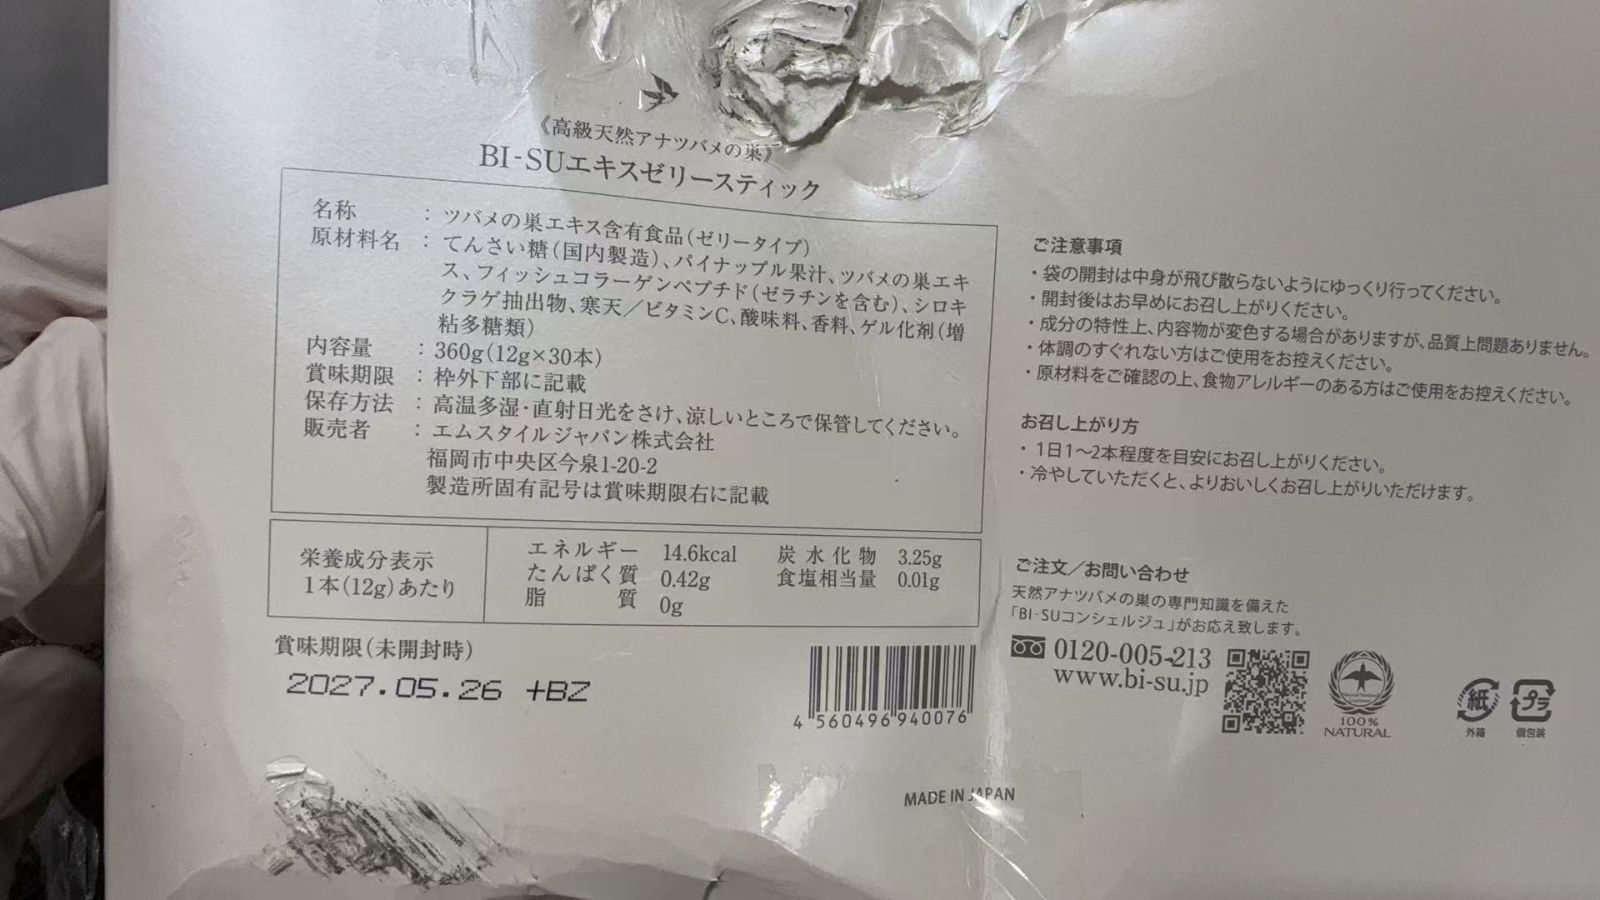 《高級天然アナツバメの巣》
BI-SUエキスゼリースティック
名称 : ツバメの巣エキス含有食品(ゼリータイプ)
原材料名 : てんさい糖(国内製造)、パイナップル果汁、ツバメの巣エキ
ス、フィッシュコラーゲンペプチド(ゼラチンを含む)、シロキ
クラゲ抽出物、寒天/ビタミンC、酸味料、香料、ゲル化剤(増
粘多糖類)
内容量 : 360g(12g×30本)
賞味期限 : 枠外下部に記載
保存方法 : 高温多湿・直射日光をさけ、涼しいところで保管してください。
販売者 : エムスタイルジャパン株式会社
福岡市中央区今泉1-20-2
製造所固有記号は賞味期限右に記載
栄養成分表示
1本(12g)あたり
エネルギー 14.6kcal 炭水化物 3.25g
たんぱく質 0.42g 食塩相当量 0.01g
脂質 0g
賞味期限(未開封時)
2027.05.26 +BZ
4 560496 940076
MADE IN JAPAN
ご注意事項
・袋の開封は中身が飛び散らないようにゆっくり行ってください。
・開封後はお早めにお召し上がりください。
・成分の特性上、内容物が変色する場合がありますが、品質上問題ありません。
・体調のすぐれない方はご使用をお控えください。
・原材料をご確認の上、食物アレルギーのある方はご使用をお控えください。
お召し上がり方
・1日1〜2本程度を目安にお召し上がりください。
・冷やしていただくと、よりおいしくお召し上がりいただけます。
ご注文/お問い合わせ
天然アナツバメの巣の専門知識を備えた
「BI-SUコンシェルジュ」がお応え致します。
0120-005-213
www.bi-su.jp
100%
NATURAL
紙
外箱
プラ
個包装